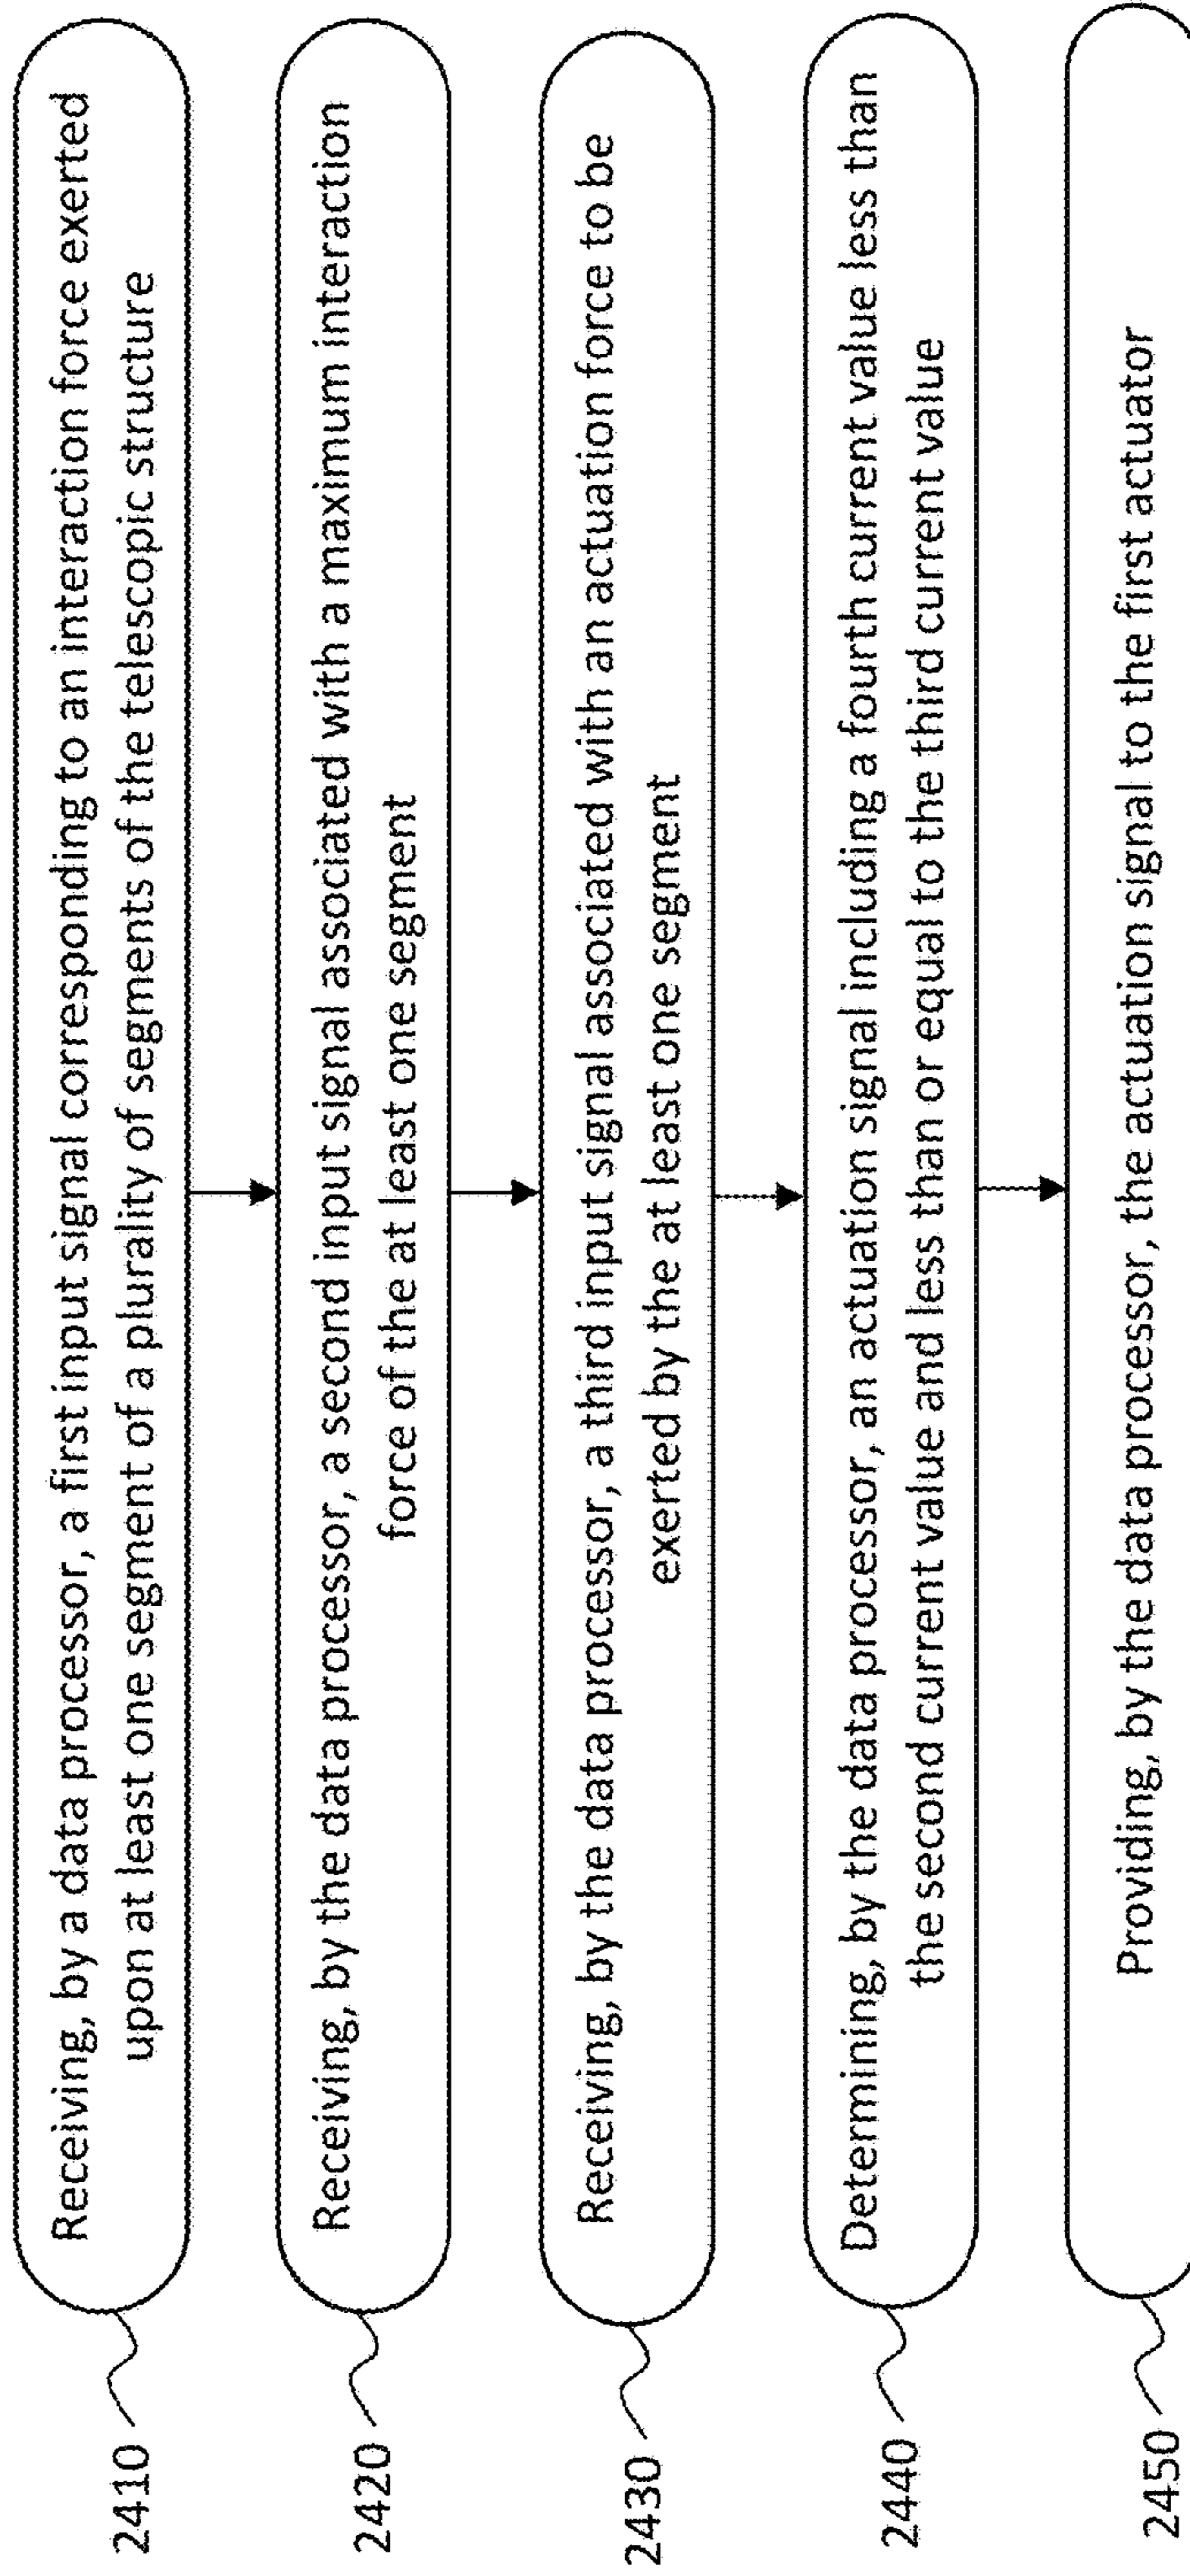 2410
Receiving, by a data processor, a first input signal corresponding to an interaction force exerted
upon at least one segment of a plurality of segments of the telescopic structure
2420
Receiving, by the data processor, a second input signal associated with a maximum interaction
force of the at least one segment
2430
Receiving, by the data processor, a third input signal associated with an actuation force to be
exerted by the at least one segment
2440
Determining, by the data processor, an actuation signal including a fourth current value less than
the second current value and less than or equal to the third current value
2450
Providing, by the data processor, the actuation signal to the first actuator